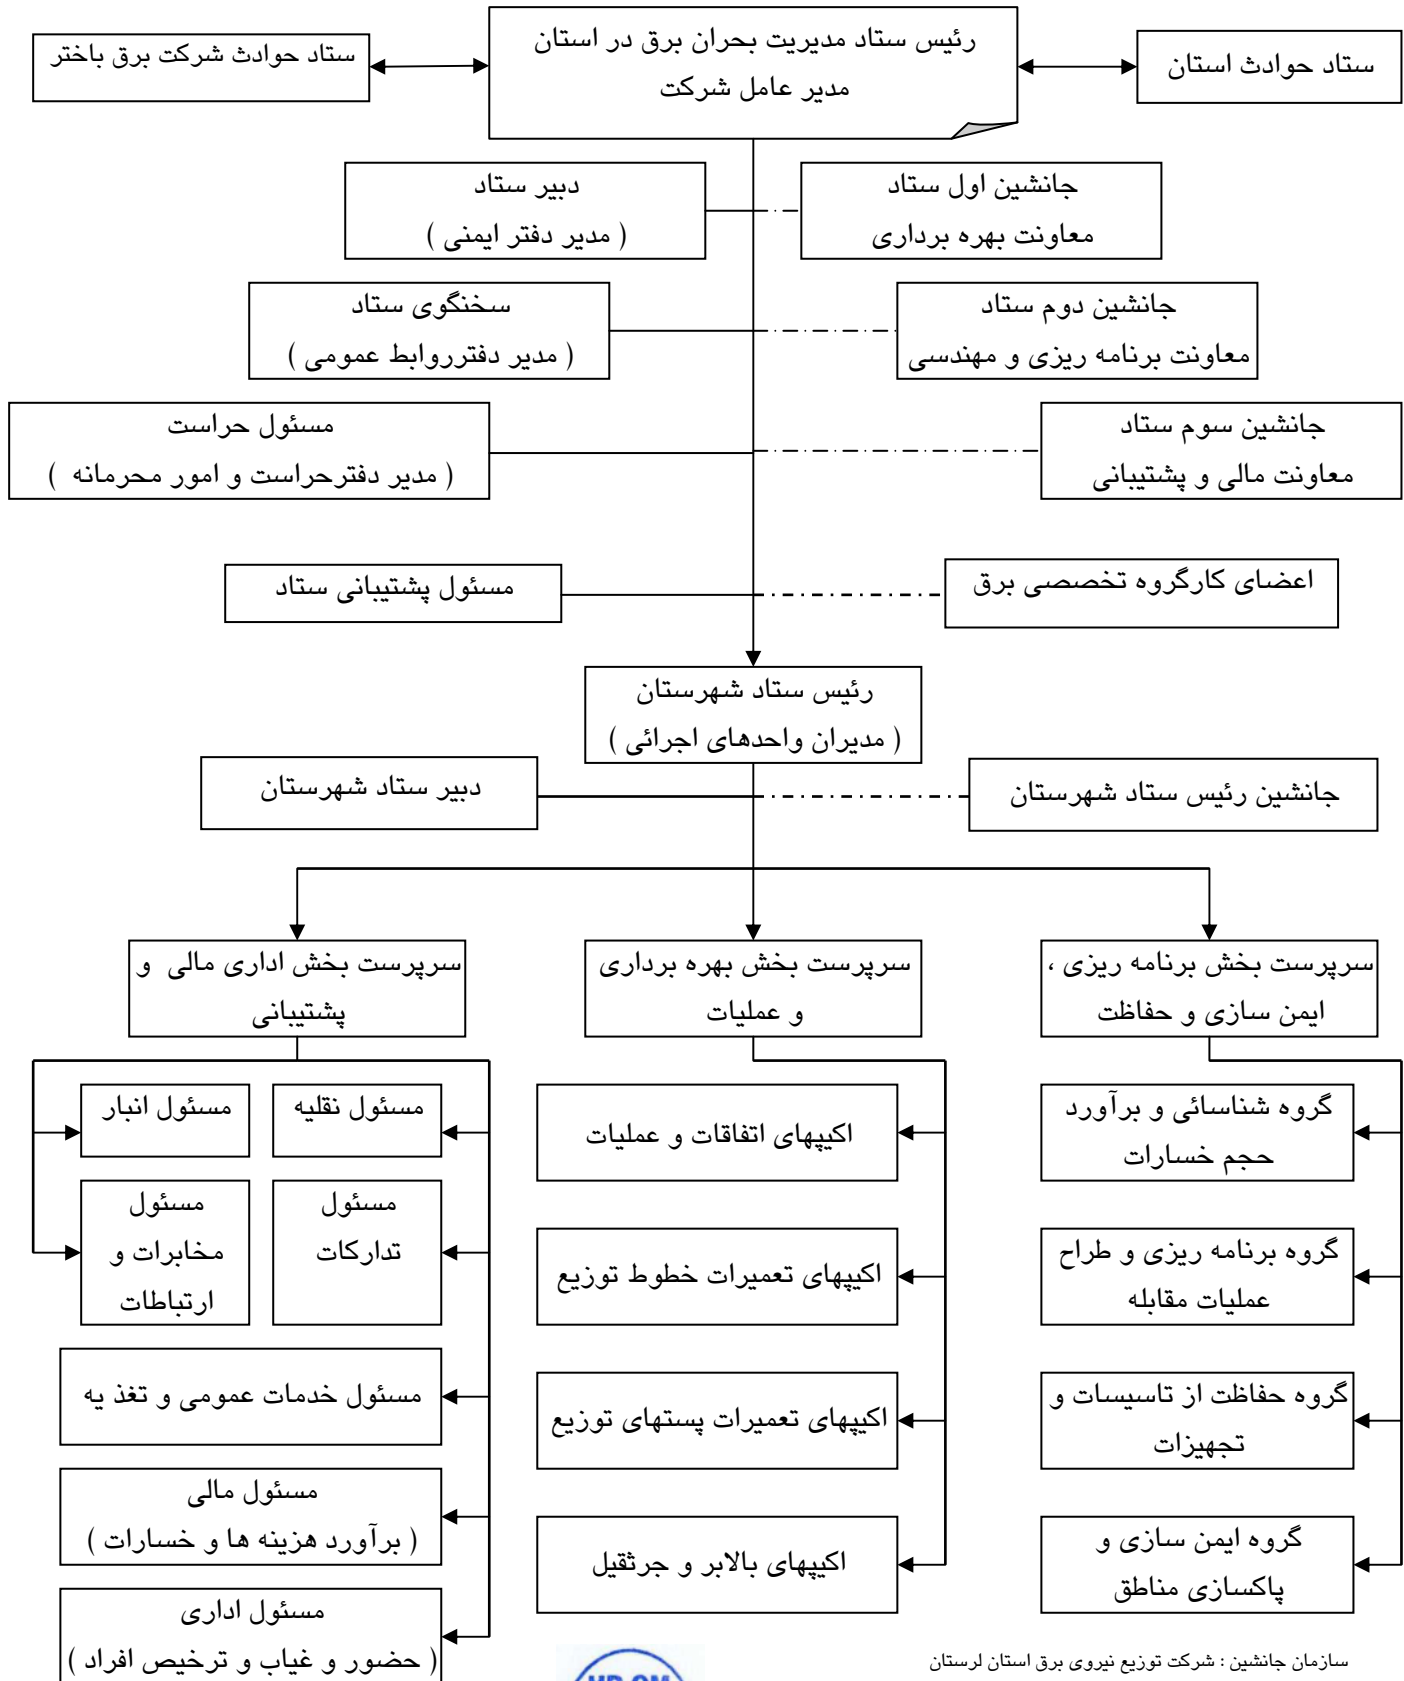 رئیس ستاد مدیریت بحران برق در استان
مدیر عامل شرکت
ستاد حوادث استان
ستاد حوادث شرکت برق باختر
جانشین اول ستاد
معاونت بهره برداری
دبیر ستاد
( مدیر دفتر ایمنی )
جانشین دوم ستاد
معاونت برنامه ریزی و مهندسی
سخنگوی ستاد
( مدیر دفترروابط عمومی )
جانشین سوم ستاد
معاونت مالی و پشتیبانی
مسئول حراست
( مدیر دفترحراست و امور محرمانه )
اعضای کارگروه تخصصی برق
مسئول پشتیبانی ستاد
رئیس ستاد شهرستان
( مدیران واحدهای اجرائی )
جانشین رئیس ستاد شهرستان
دبیر ستاد شهرستان
سرپرست بخش برنامه ریزی ،
ایمن سازی و حفاظت
سرپرست بخش بهره برداری
و عملیات
سرپرست بخش اداری مالی و
پشتیبانی
گروه شناسائی و برآورد
حجم خسارات
گروه برنامه ریزی و طراح
عملیات مقابله
گروه حفاظت از تاسیسات و
تجهیزات
گروه ایمن سازی و
پاکسازی مناطق
اکیپهای اتفاقات و عملیات
اکیپهای تعمیرات خطوط توزیع
اکیپهای تعمیرات پستهای توزیع
اکیپهای بالابر و جرثقیل
مسئول نقلیه
مسئول انبار
مسئول
تدارکات
مسئول
مخابرات و
ارتباطات
مسئول خدمات عمومی و تغذ یه
مسئول مالی
( برآورد هزینه ها و خسارات )
مسئول اداری
( حضور و غیاب و ترخیص افراد )
سازمان جانشین : شرکت توزیع نیروی برق استان لرستان